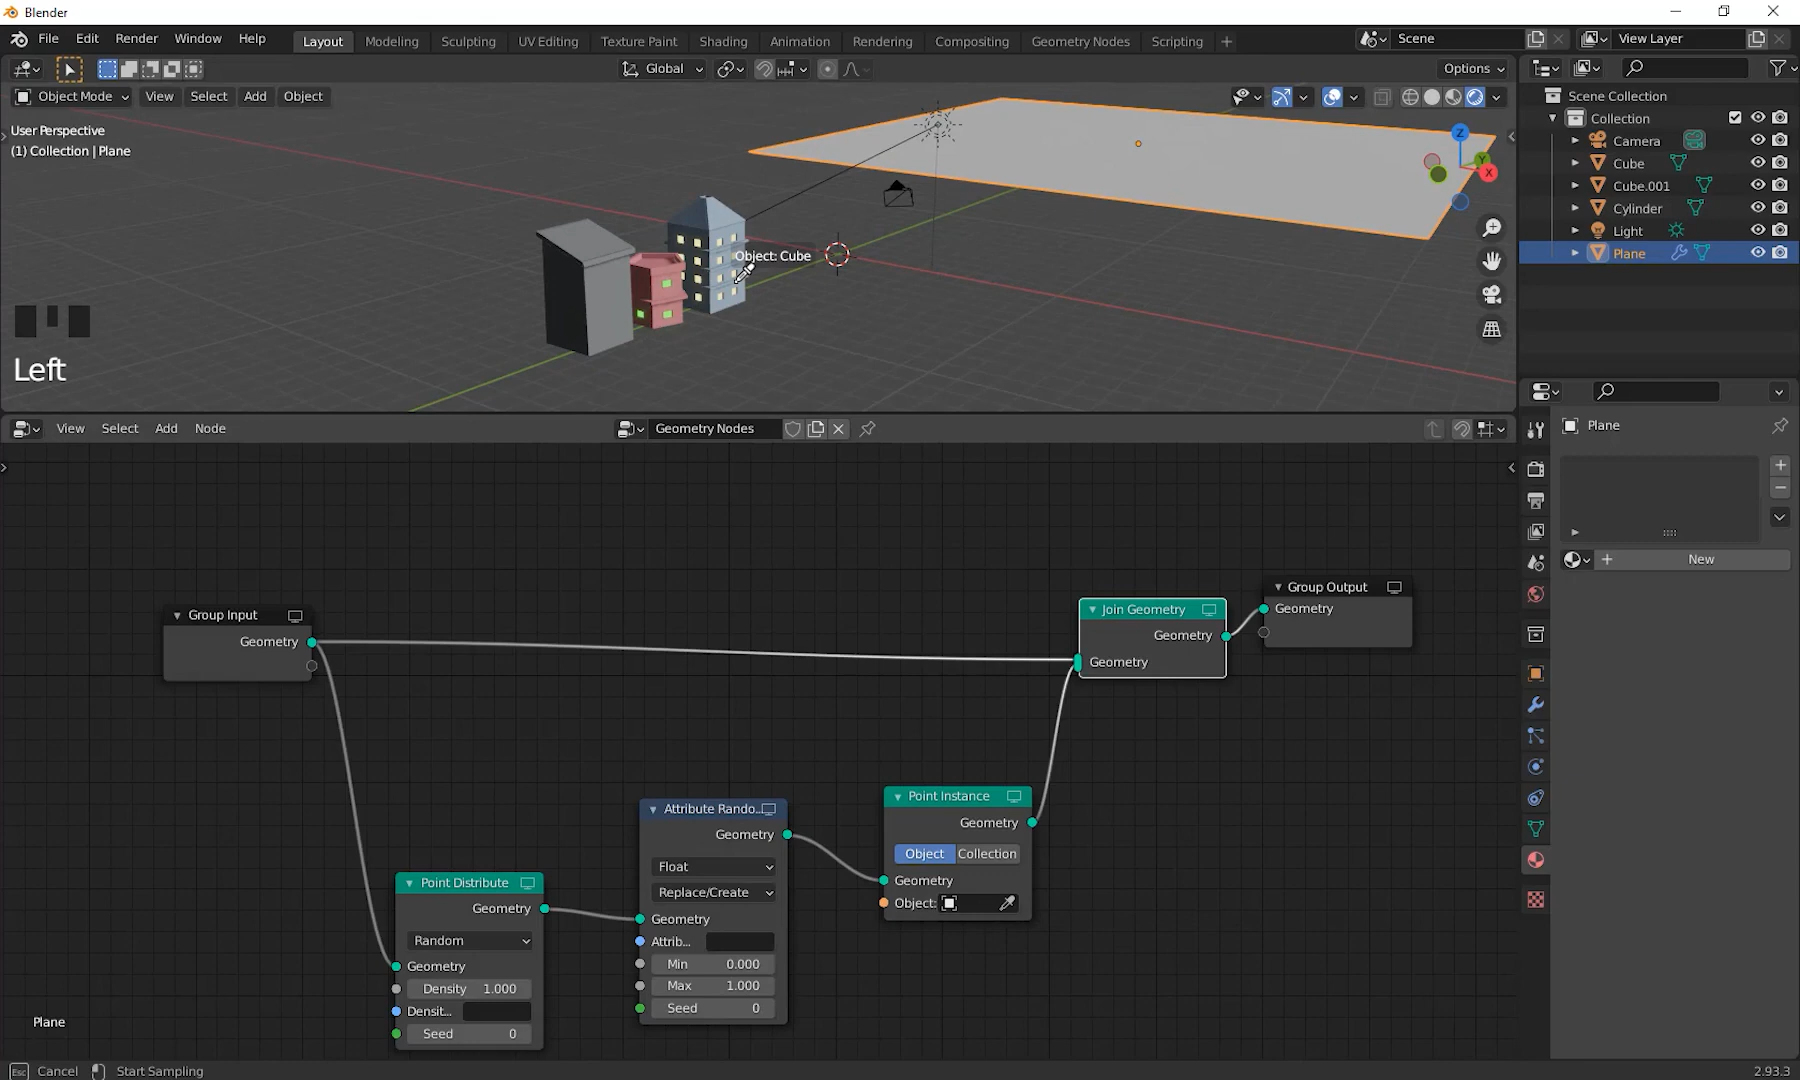 Blender
File Edit Render Window Help
Layout Modeling Sculpting UV Editing Texture Paint Shading Animation Rendering Compositing Geometry Nodes Scripting +
Scene
View Layer
Global
Options
Object Mode View Select Add Object
User Perspective
(1) Collection | Plane
Z
Y
X
Object: Cube
Left
Scene Collection
Collection
Camera
Cube
Cube.001
Cylinder
Light
Plane
View Select Add Node
Geometry Nodes
Plane
New
Group Input
Geometry
Join Geometry
Geometry
Geometry
Group Output
Geometry
Point Distribute
Geometry
Random
Geometry
Density 1.000
Densit...
Seed 0
Attribute Rando...
Geometry
Float
Replace/Create
Geometry
Attrib...
Min 0.000
Max 1.000
Seed 0
Point Instance
Geometry
Object Collection
Geometry
Object:
Plane
Esc Cancel Start Sampling
2.93.3